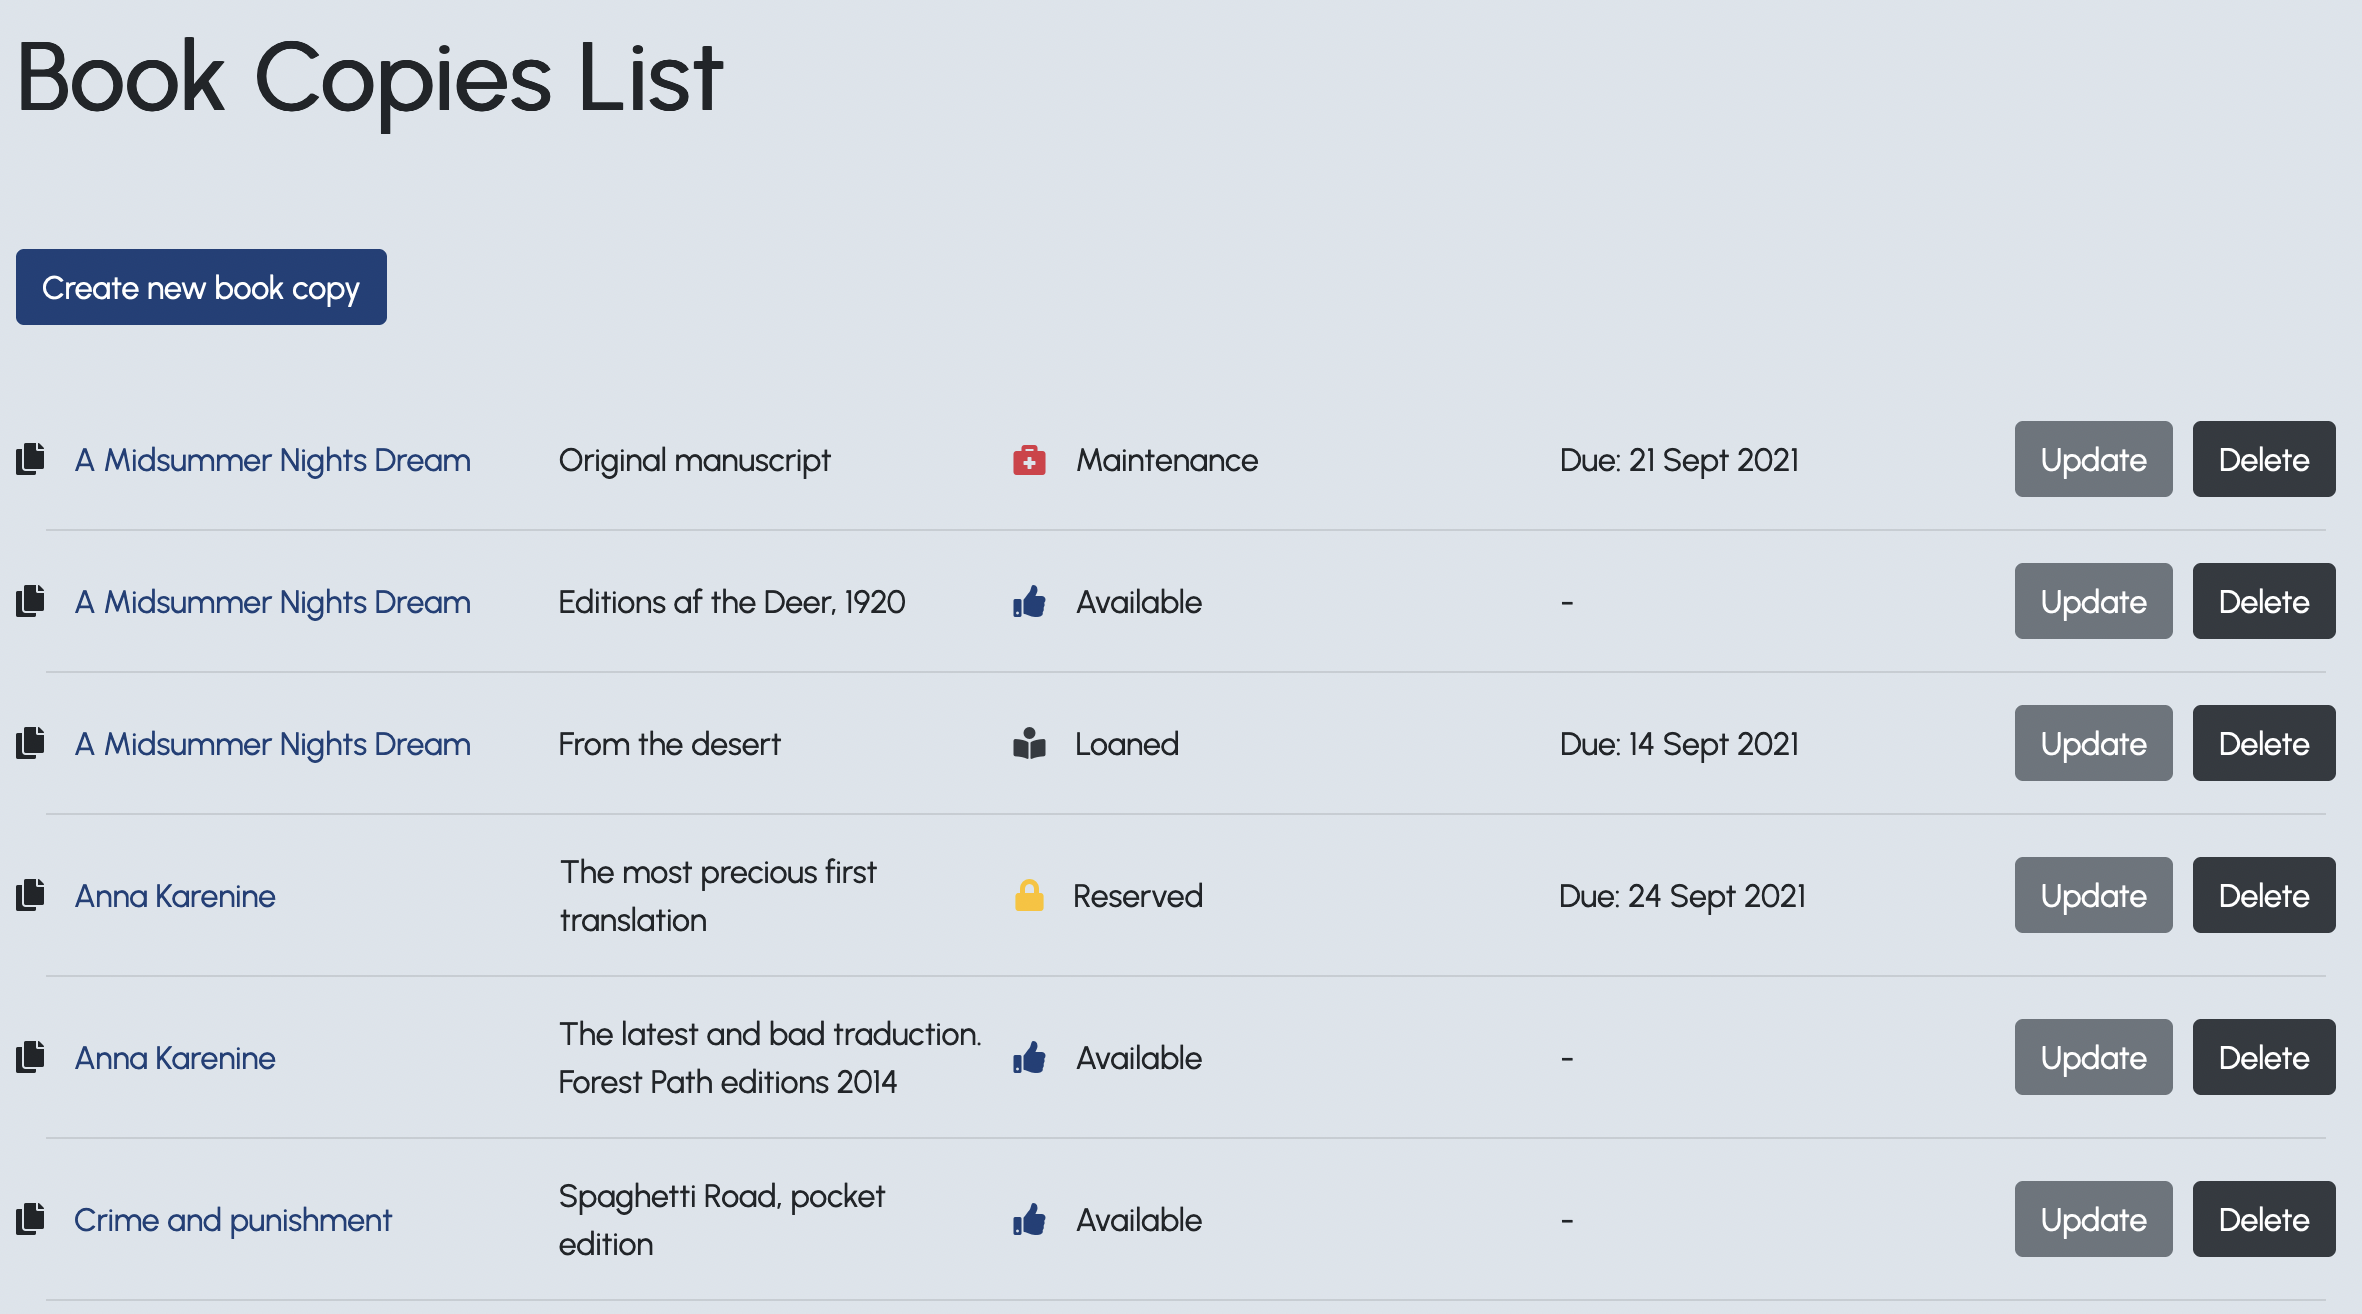 Book Copies List
Create new book copy
A Midsummer Nights Dream Original manuscript Maintenance Due: 21 Sept 2021 Update Delete
A Midsummer Nights Dream Editions af the Deer, 1920 Available - Update Delete
A Midsummer Nights Dream From the desert Loaned Due: 14 Sept 2021 Update Delete
Anna Karenine The most precious first
translation Reserved Due: 24 Sept 2021 Update Delete
Anna Karenine The latest and bad traduction.
Forest Path editions 2014 Available - Update Delete
Crime and punishment Spaghetti Road, pocket
edition Available - Update Delete